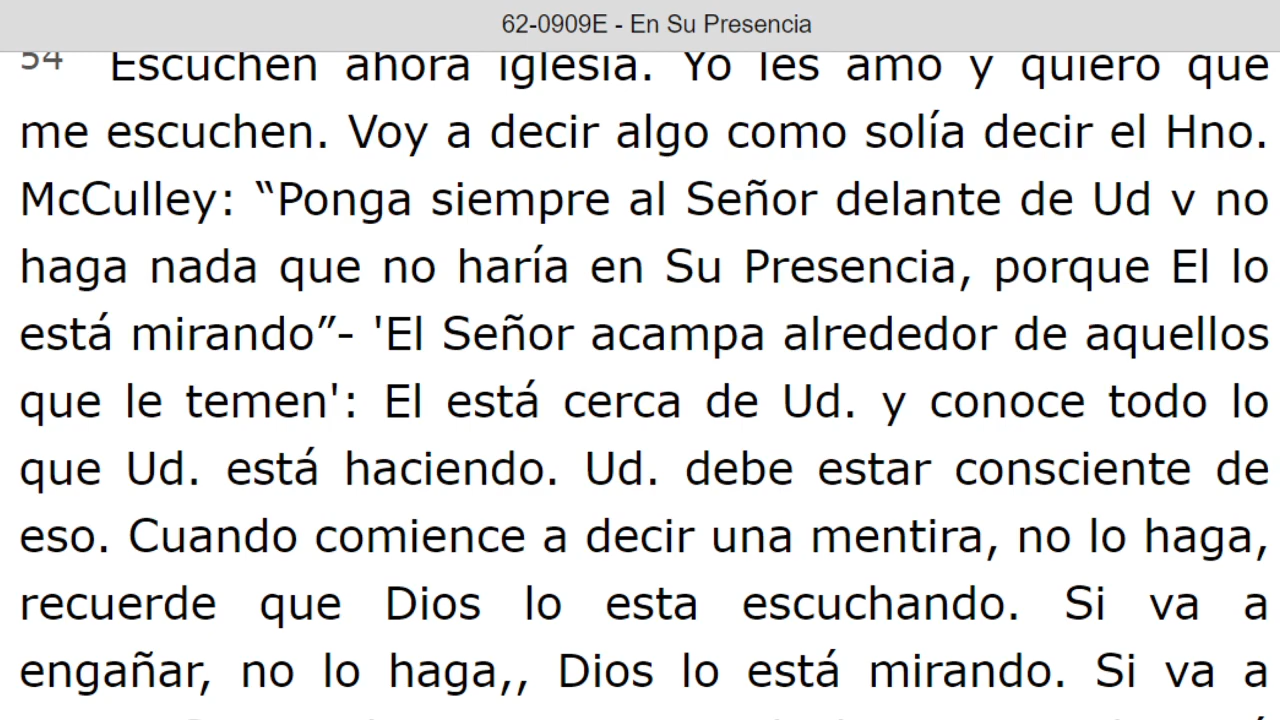 62-0909E - En Su Presencia
54 Escuchen ahora iglesia. Yo les amo y quiero que
me escuchen. Voy a decir algo como solía decir el Hno.
McCulley: “Ponga siempre al Señor delante de Ud v no
haga nada que no haría en Su Presencia, porque El lo
está mirando”- 'El Señor acampa alrededor de aquellos
que le temen': El está cerca de Ud. y conoce todo lo
que Ud. está haciendo. Ud. debe estar consciente de
eso. Cuando comience a decir una mentira, no lo haga,
recuerde que Dios lo esta escuchando. Si va a
engañar, no lo haga,, Dios lo está mirando. Si va a